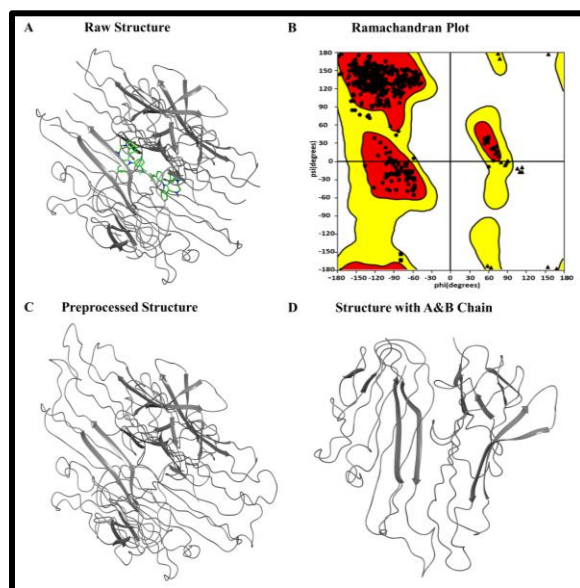 A Raw Structure
B Ramachandran Plot
180
150
120
90
60
30
0
-30
-60
-90
-120
-150
-180
psi(degrees)
-180 -150 -120 -90 -60 -30 0 30 60 90 120 150 180
phi(degrees)
C Preprocessed Structure
D Structure with A&B Chain